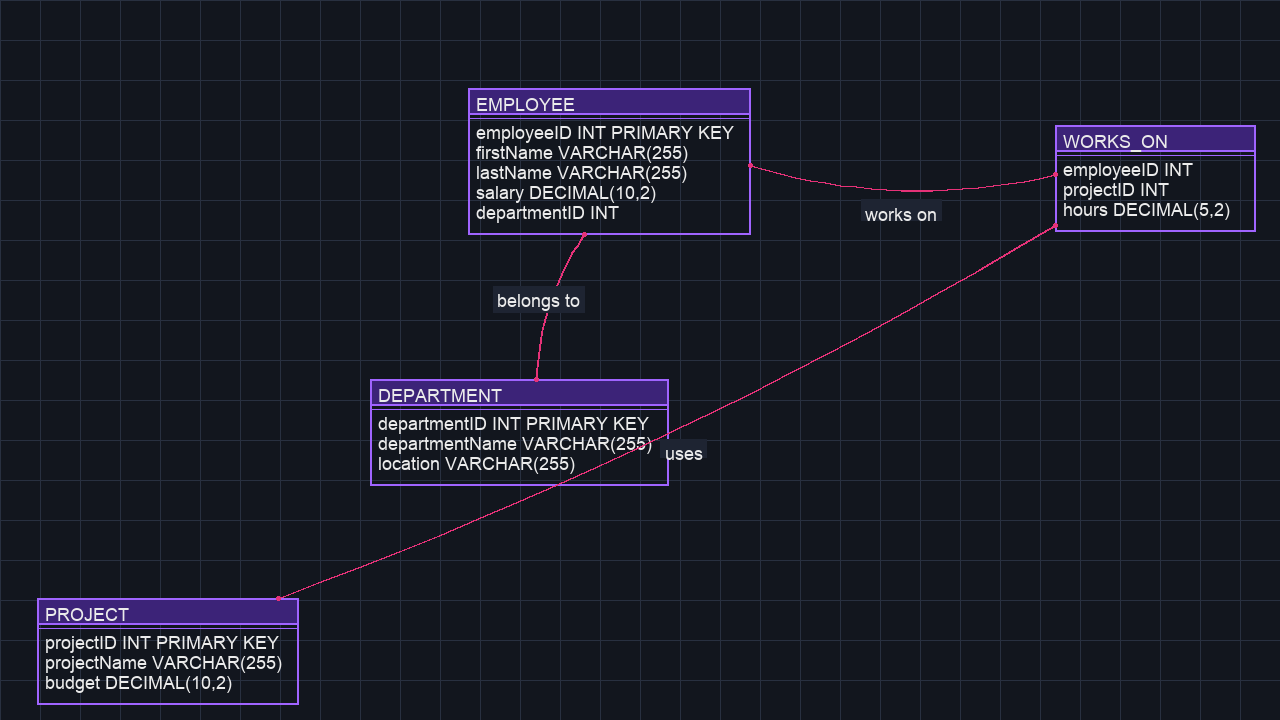 EMPLOYEE
employeeID INT PRIMARY KEY
firstName VARCHAR(255)
lastName VARCHAR(255)
salary DECIMAL(10,2)
departmentID INT
WORKS_ON
employeeID INT
projectID INT
hours DECIMAL(5,2)
works on
belongs to
DEPARTMENT
departmentID INT PRIMARY KEY
departmentName VARCHAR(255)
location VARCHAR(255)
uses
PROJECT
projectID INT PRIMARY KEY
projectName VARCHAR(255)
budget DECIMAL(10,2)